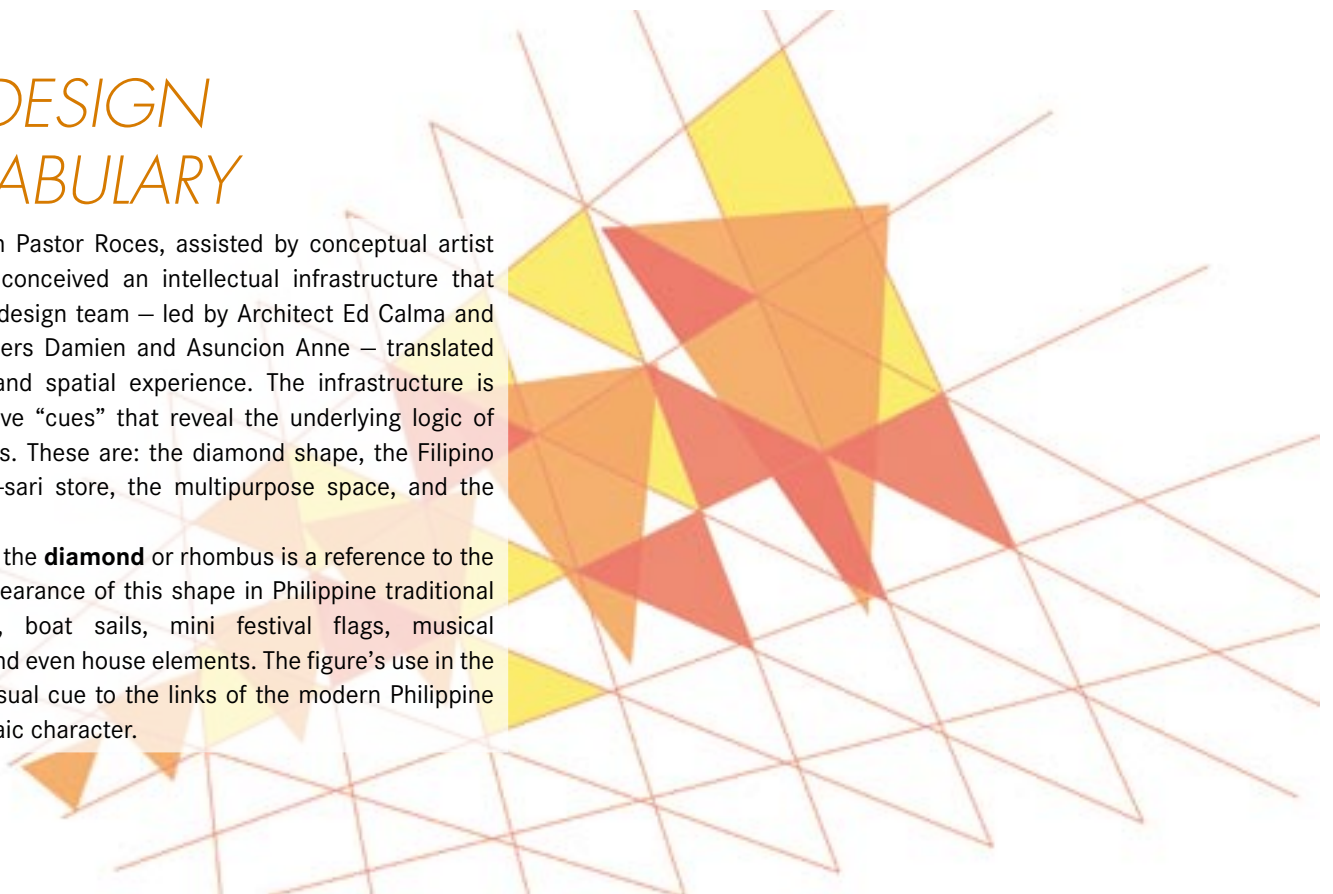 DESIGN
ABULARY
n Pastor Roces, assisted by conceptual artist
conceived an intellectual infrastructure that
design team – led by Architect Ed Calma and
ers Damien and Asuncion Anne – translated
and spatial experience. The infrastructure is
ve “cues” that reveal the underlying logic of
s. These are: the diamond shape, the Filipino
-sari store, the multipurpose space, and the
the diamond or rhombus is a reference to the
earance of this shape in Philippine traditional
, boat sails, mini festival flags, musical
nd even house elements. The figure’s use in the
sual cue to the links of the modern Philippine
aic character.